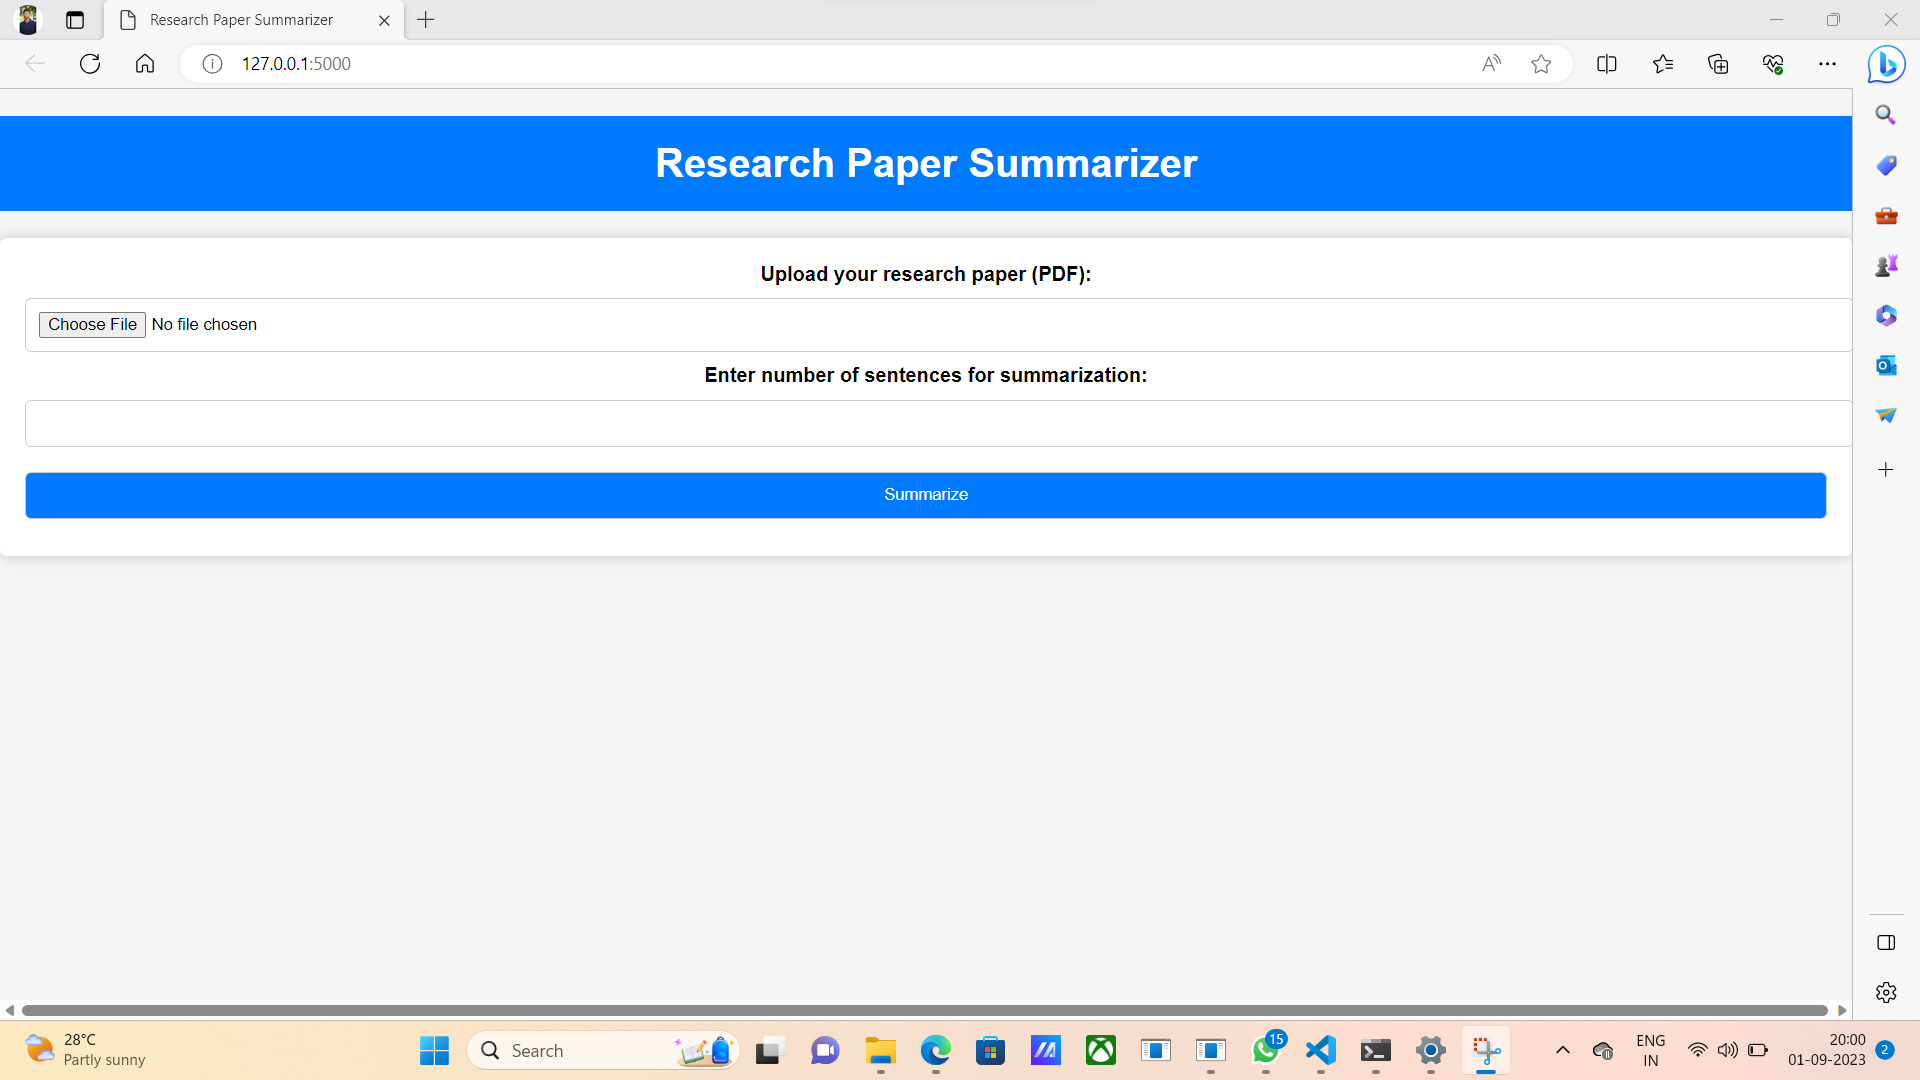 Research Paper Summarizer
127.0.0.1:5000
Research Paper Summarizer
Upload your research paper (PDF):
Choose File No file chosen
Enter number of sentences for summarization:
Summarize
28°C
Partly sunny
Search
15
ENG
IN
20:00
01-09-2023
2